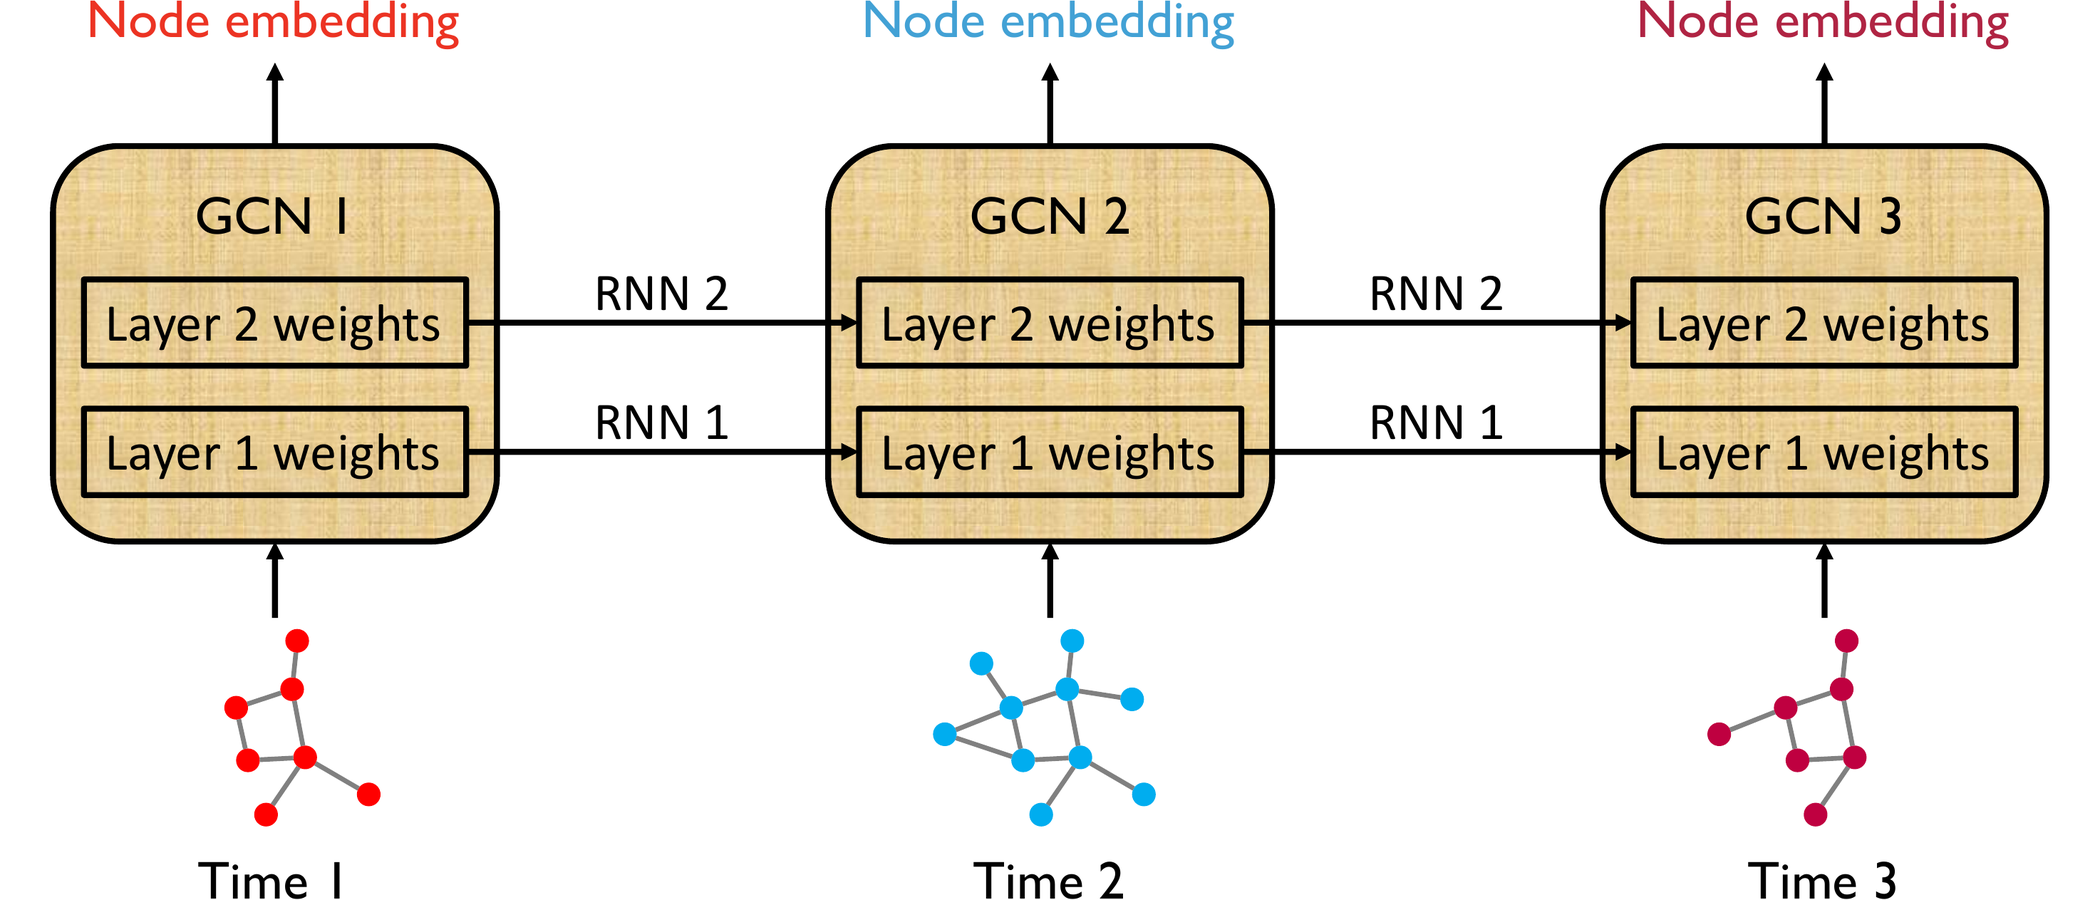 Node embedding
Node embedding
Node embedding
GCN 1
GCN 2
GCN 3
Layer 2 weights
RNN 2
Layer 2 weights
RNN 2
Layer 2 weights
Layer 1 weights
RNN 1
Layer 1 weights
RNN 1
Layer 1 weights
Time 1
Time 2
Time 3